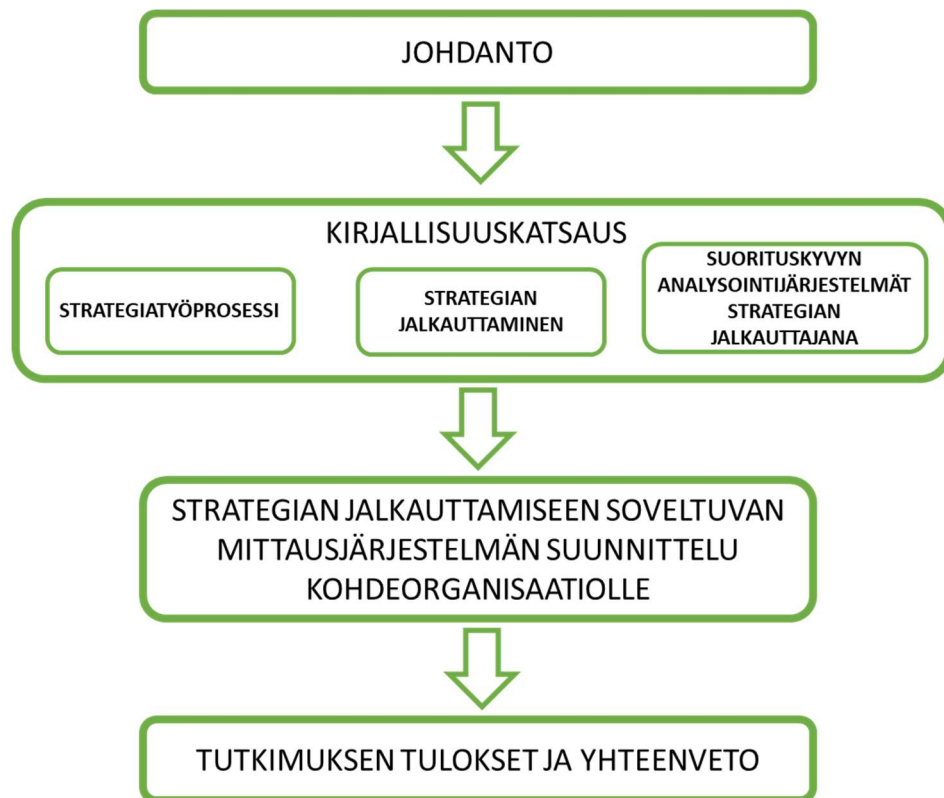 JOHDANTO
KIRJALLISUUSKATSAUS
STRATEGIATYÖPROSESSI
STRATEGIAN
JALKAUTTAMINEN
SUORITUSKYVYN
ANALYSOINTIJÄRJESTELMÄT
STRATEGIAN
JALKAUTTAJANA
STRATEGIAN JALKAUTTAMISEEN SOVELTUVAN
MITTAUSJÄRJESTELMÄN SUUNNITTELU
KOHDEORGANISAATIOLLE
TUTKIMUKSEN TULOKSET JA YHTEENVETO